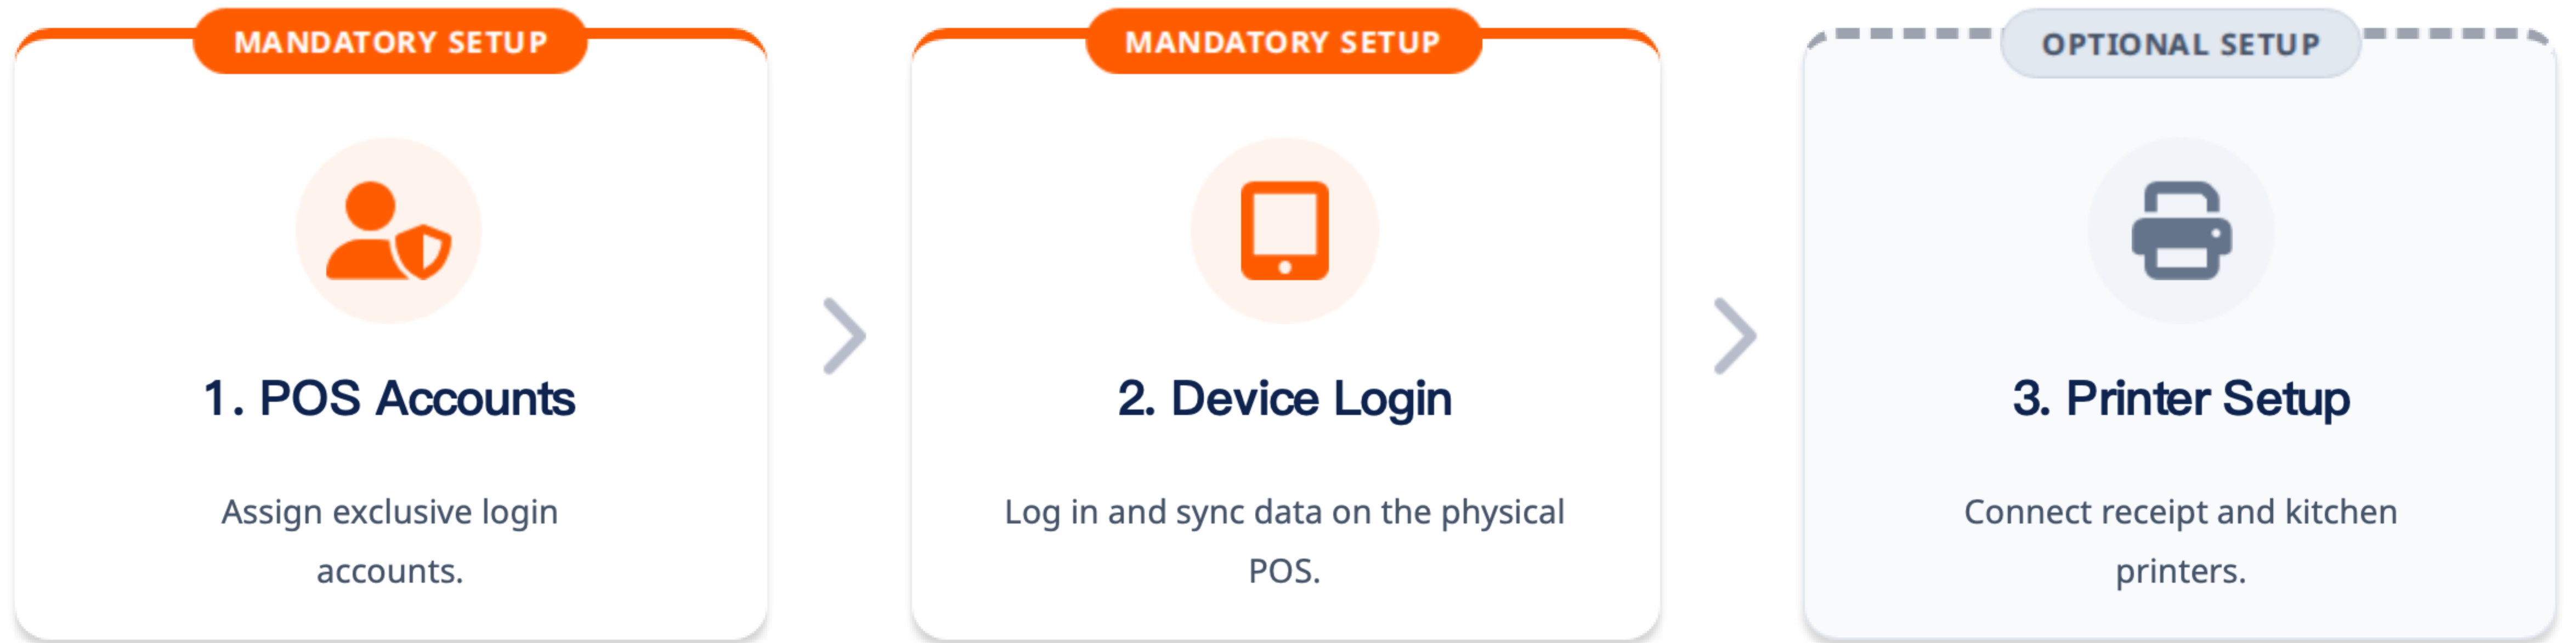 MANDATORY SETUP
1. POS Accounts
Assign exclusive login
accounts.
MANDATORY SETUP
2. Device Login
Log in and sync data on the physical
POS.
OPTIONAL SETUP
3. Printer Setup
Connect receipt and kitchen
printers.